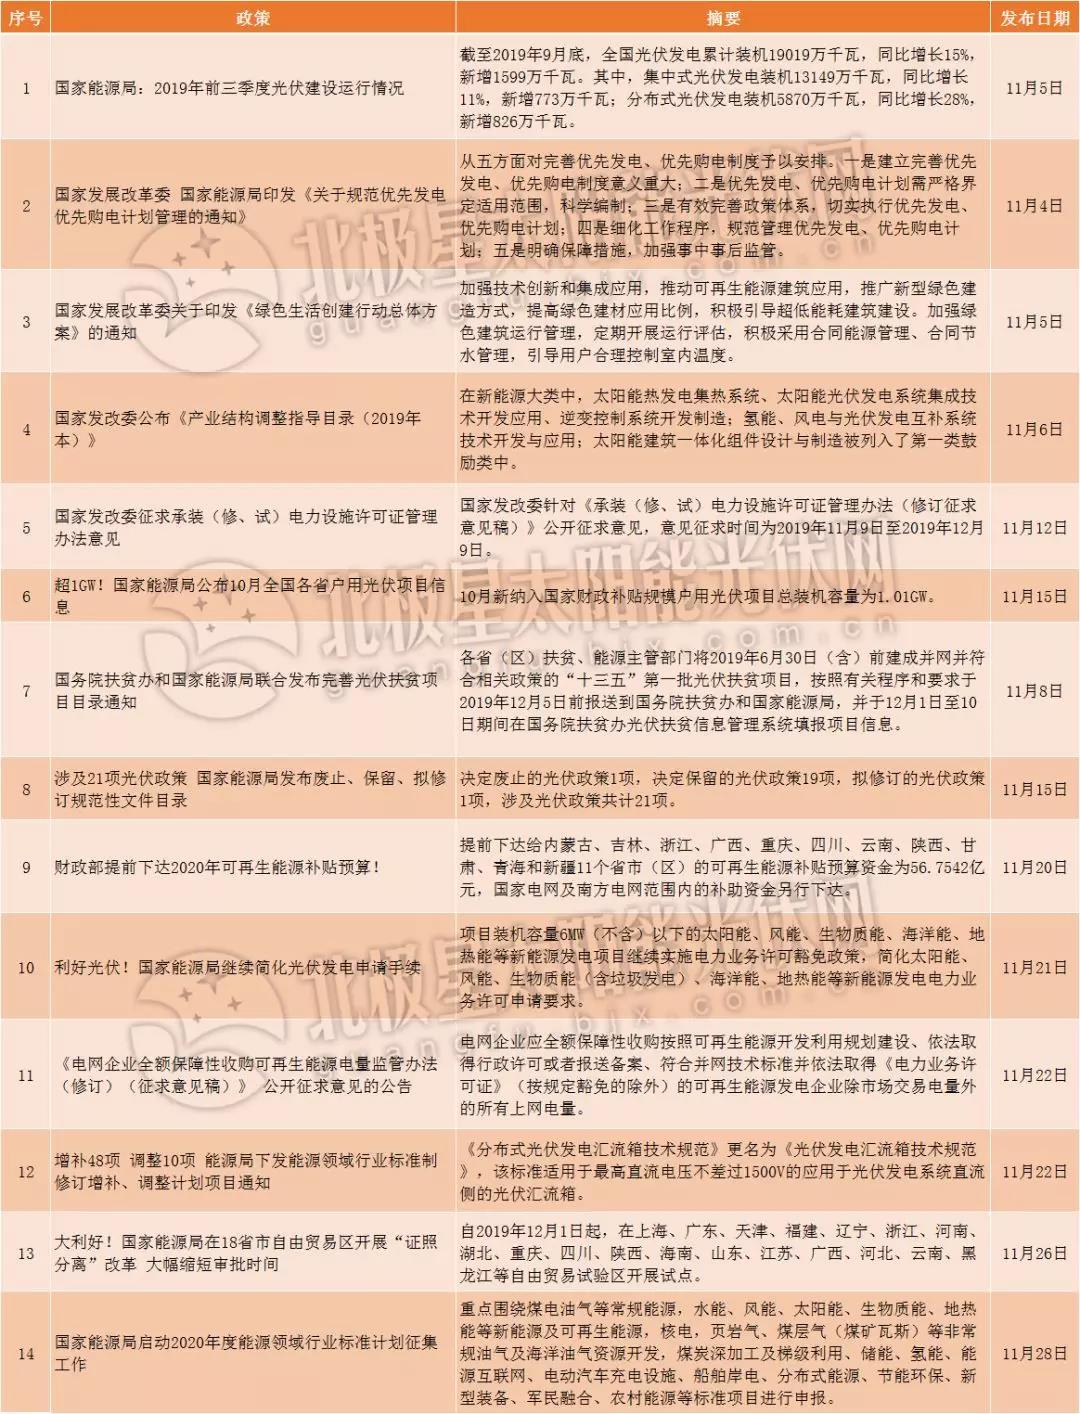 序号 政策 摘要 发布日期
1 国家能源局：2019年前三季度光伏建设运行情况
截至2019年9月底，全国光伏发电累计装机19019万千瓦，同比增长15%，
新增1599万千瓦。其中，集中式光伏发电装机13149万千瓦，同比增长
11%，新增773万千瓦；分布式光伏发电装机5870万千瓦，同比增长28%，
新增826万千瓦。
11月5日
2
国家发展改革委 国家能源局印发《关于规范优先发电
优先购电计划管理的通知》
从五方面对完善优先发电、优先购电制度予以安排。一是建立完善优先
发电、优先购电制度意义重大；二是优先发电、优先购电计划需严格界
定适用范围，科学编制；三是有效完善政策体系，切实执行优先发电、
优先购电计划；四是细化工作程序，规范管理优先发电、优先购电计
划；五是明确保障措施，加强事中事后监管。
11月4日
3
国家发展改革委关于印发《绿色生活创建行动总体方
案》的通知
加强技术创新和集成应用，推动可再生能源建筑应用，推广新型绿色建
造方式，提高绿色建材应用比例，积极引导超低能耗建筑建设。加强绿
色建筑运行管理，定期开展运行评估，积极采用合同能源管理、合同节
水管理，引导用户合理控制室内温度。
11月5日
4
国家发改委公布《产业结构调整指导目录（2019年
本）》
在新能源大类中，太阳能热发电集热系统、太阳能光伏发电系统集成技
术开发应用、逆变控制系统开发制造；氢能、风电与光伏发电互补系统
技术开发与应用；太阳能建筑一体化组件设计与制造被列入了第一类鼓
励类中。
11月6日
5
国家发改委征求承装（修、试）电力设施许可证管理
办法意见
国家发改委针对《承装（修、试）电力设施许可证管理办法（修订征求
意见稿）》公开征求意见，意见征求时间为2019年11月9日至2019年12月
9日。
11月12日
6
超1GW！国家能源局公布10月全国各省户用光伏项目信
息
10月新纳入国家财政补贴规模户用光伏项目总装机容量为1.01GW。
11月15日
7
国务院扶贫办和国家能源局联合发布完善光伏扶贫项
目目录通知
各省（区）扶贫、能源主管部门将2019年6月30日（含）前建成并网并符
合相关政策的“十三五”第一批光伏扶贫项目，按照有关程序和要求于
2019年12月5日前报送到国务院扶贫办和国家能源局，并于12月1日至10
日期间在国务院扶贫办光伏扶贫信息管理系统填报项目信息。
11月8日
8
涉及21项光伏政策 国家能源局发布废止、保留、拟修
订规范性文件目录
决定废止的光伏政策1项，决定保留的光伏政策19项，拟修订的光伏政策
1项，涉及光伏政策共计21项。
11月15日
9 财政部提前下达2020年可再生能源补贴预算！
提前下达给内蒙古、吉林、浙江、广西、重庆、四川、云南、陕西、甘
肃、青海和新疆11个省市（区）的可再生能源补贴预算资金为56.7542亿
元，国家电网及南方电网范围内的补助资金另行下达。
11月20日
10 利好光伏！国家能源局继续简化光伏发电申请手续
项目装机容量6MW（不含）以下的太阳能、风能、生物质能、海洋能、地
热能等新能源发电项目继续实施电力业务许可豁免政策，简化太阳能、
风能、生物质能（含垃圾发电）、海洋能、地热能等新能源发电电力业
务许可申请要求。
11月21日
11
《电网企业全额保障性收购可再生能源电量监管办法
（修订）（征求意见稿）》 公开征求意见的公告
电网企业应全额保障性收购按照可再生能源开发利用规划建设、依法取
得行政许可或者报送备案、符合并网技术标准并依法取得《电力业务许
可证》（按规定豁免的除外）的可再生能源发电企业除市场交易电量外
的所有上网电量。
11月22日
12
增补48项 调整10项 能源局下发能源领域行业标准制
修订增补、调整计划项目通知
《分布式光伏发电汇流箱技术规范》更名为《光伏发电汇流箱技术规范
》，该标准适用于最高直流电压不差过1500V的应用于光伏发电系统直流
侧的光伏汇流箱。
11月22日
13
大利好！国家能源局在18省市自由贸易区开展“证照
分离”改革 大幅缩短审批时间
自2019年12月1日起，在上海、广东、天津、福建、辽宁、浙江、河南、
湖北、重庆、四川、陕西、海南、山东、江苏、广西、河北、云南、黑
龙江等自由贸易试验区开展试点。
11月26日
14
国家能源局启动2020年度能源领域行业标准计划征集
工作
重点围绕煤电油气等常规能源，水能、风能、太阳能、生物质能、地热
能等新能源及可再生能源，核电，页岩气、煤层气（煤矿瓦斯）等非常
规油气及海洋油气资源开发，煤炭深加工及梯级利用、储能、氢能、能
源互联网、电动汽车充电设施、船舶岸电、分布式能源、节能环保、新
型装备、军民融合、农村能源等标准项目进行申报。
11月28日
北极星太阳能光伏网
guangfu.bjx.com.cn
北极星太阳能光伏网
guangfu.bjx.com.cn
北极星太阳能光伏网
guangfu.bjx.com.cn